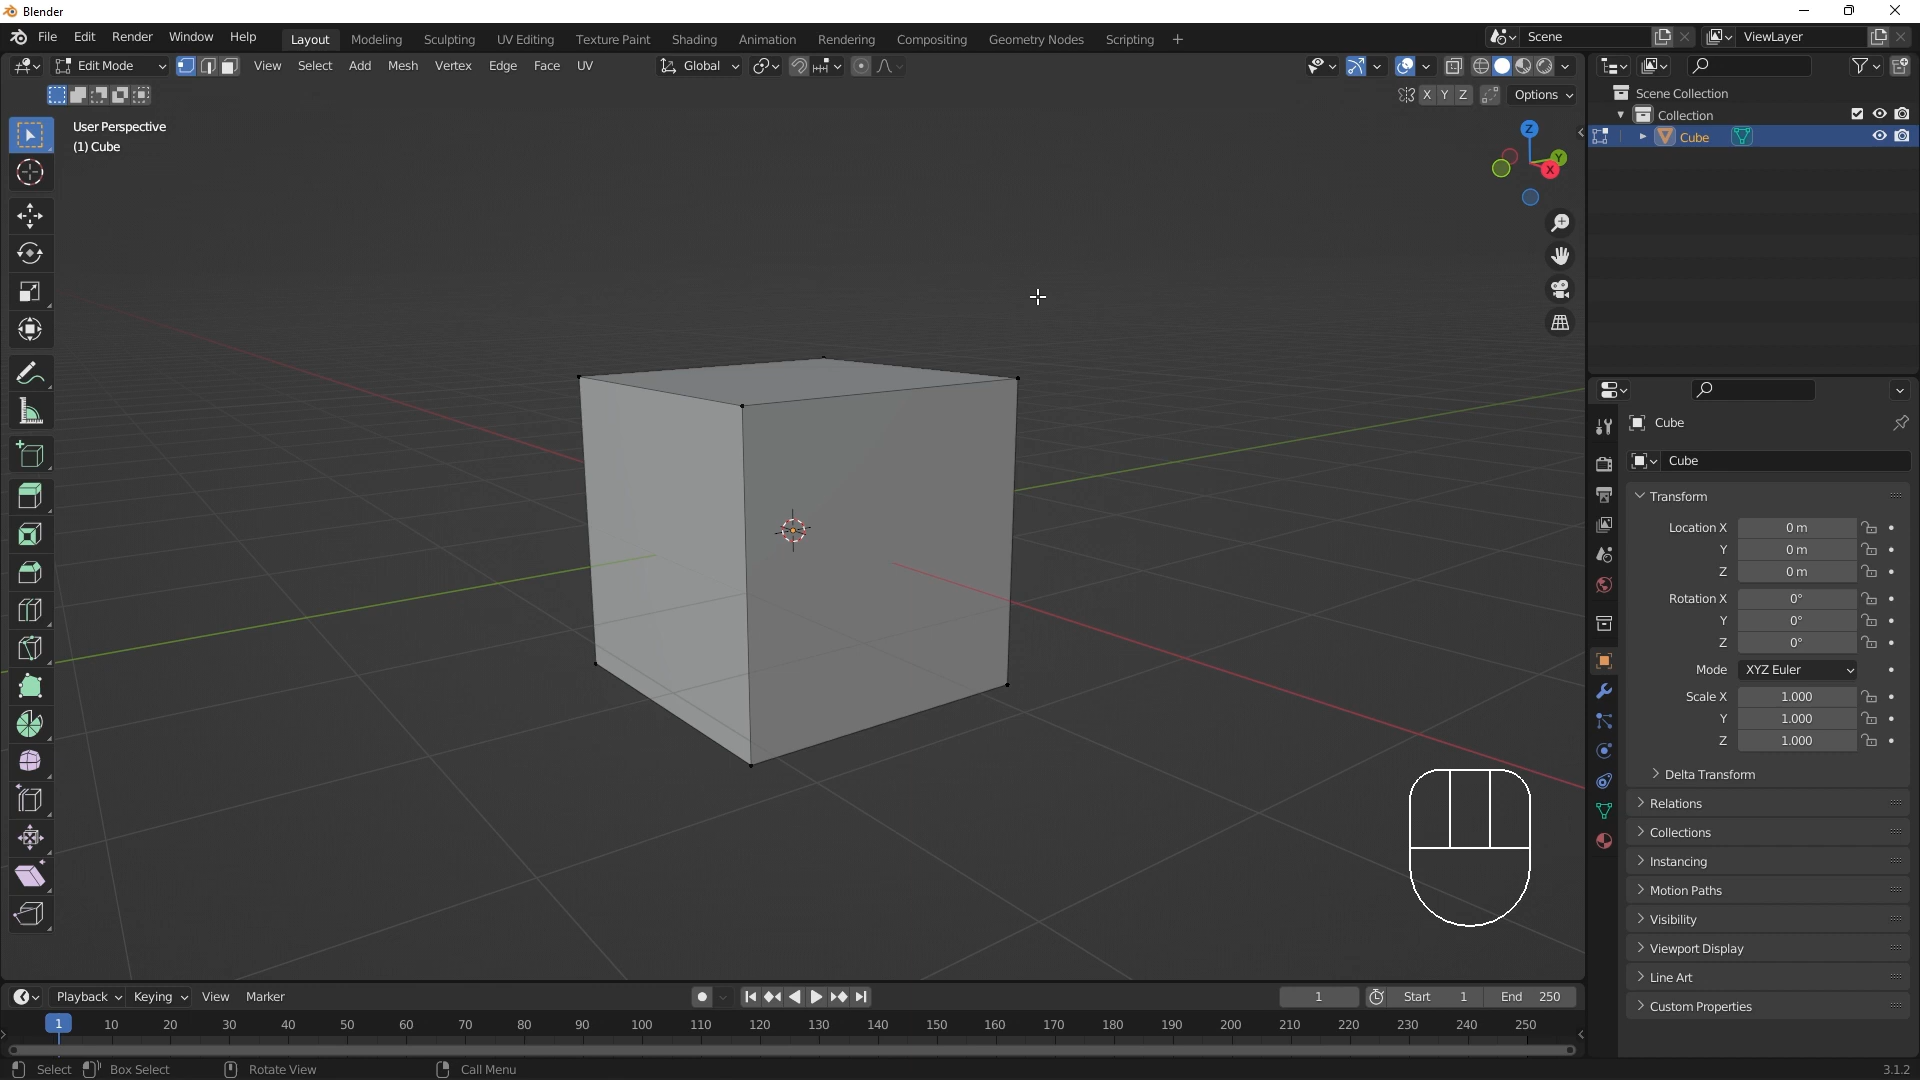 Blender
File Edit Render Window Help Layout Modeling Sculpting UV Editing Texture Paint Shading Animation Rendering Compositing Geometry Nodes Scripting + Scene ViewLayer
Edit Mode View Select Add Mesh Vertex Edge Face UV Global
X Y Z Options
User Perspective
(1) Cube
Z
Y
X
Scene Collection
Collection
Cube
Cube
Cube
Transform
Location X 0 m
Y 0 m
Z 0 m
Rotation X 0°
Y 0°
Z 0°
Mode XYZ Euler
Scale X 1.000
Y 1.000
Z 1.000
Delta Transform
Relations
Collections
Instancing
Motion Paths
Visibility
Viewport Display
Line Art
Custom Properties
Playback Keying View Marker 1 Start 1 End 250
1 10 20 30 40 50 60 70 80 90 100 110 120 130 140 150 160 170 180 190 200 210 220 230 240 250
Select Box Select Rotate View Call Menu 3.1.2